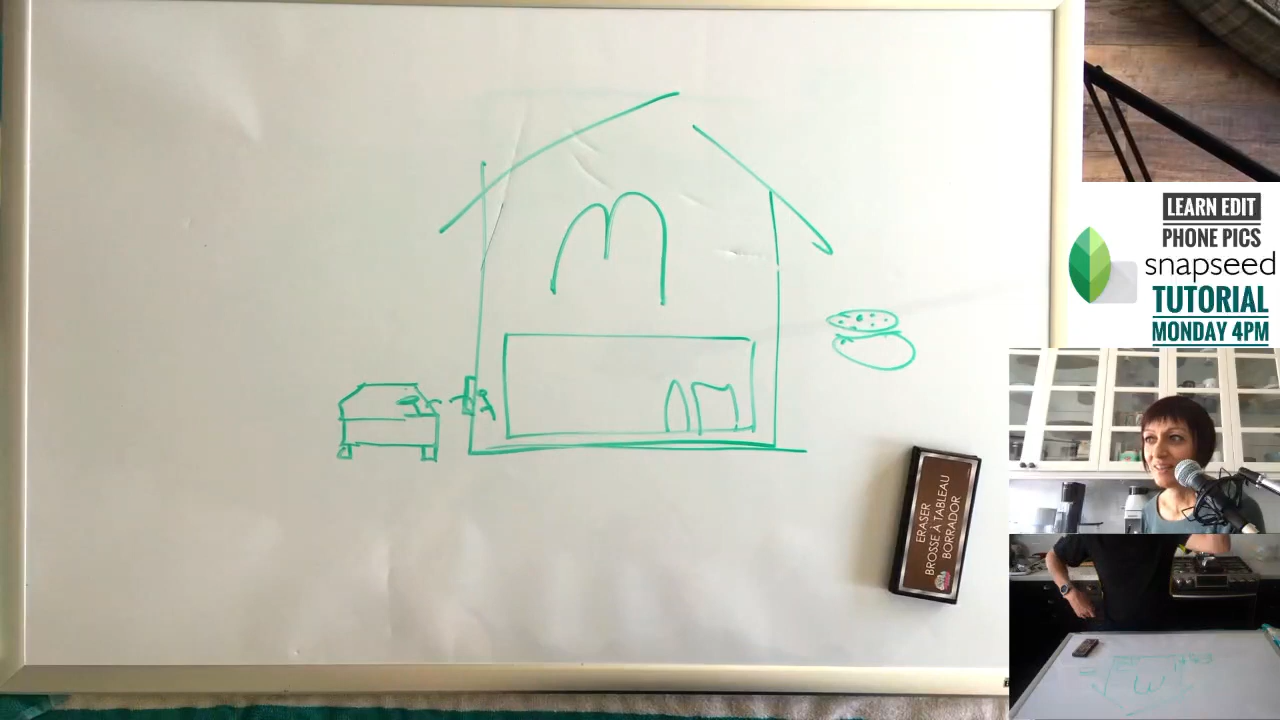 M
LEARN EDIT
PHONE PICS
snapseed
TUTORIAL
MONDAY 4PM
ERASER
BROSSE À TABLEAU
BORRADOR